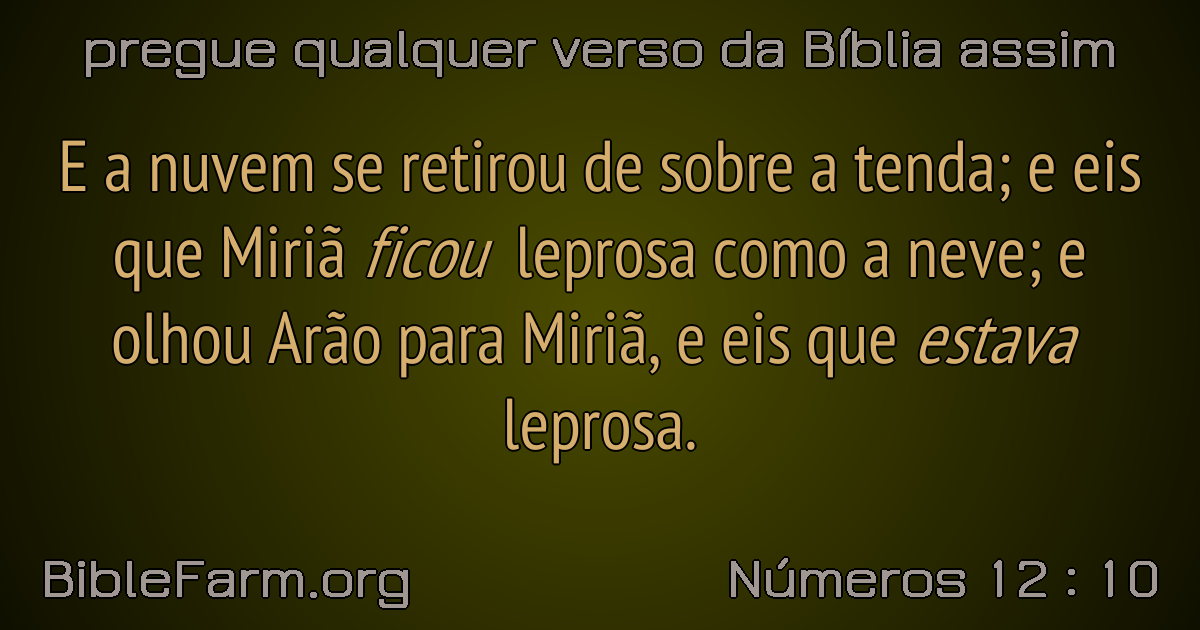 pregue qualquer verso da Bíblia assim
E a nuvem se retirou de sobre a tenda; e eis
que Miriã ficou leprosa como a neve; e
olhou Arão para Miriã, e eis que estava
leprosa.
BibleFarm.org
Números 12 : 10